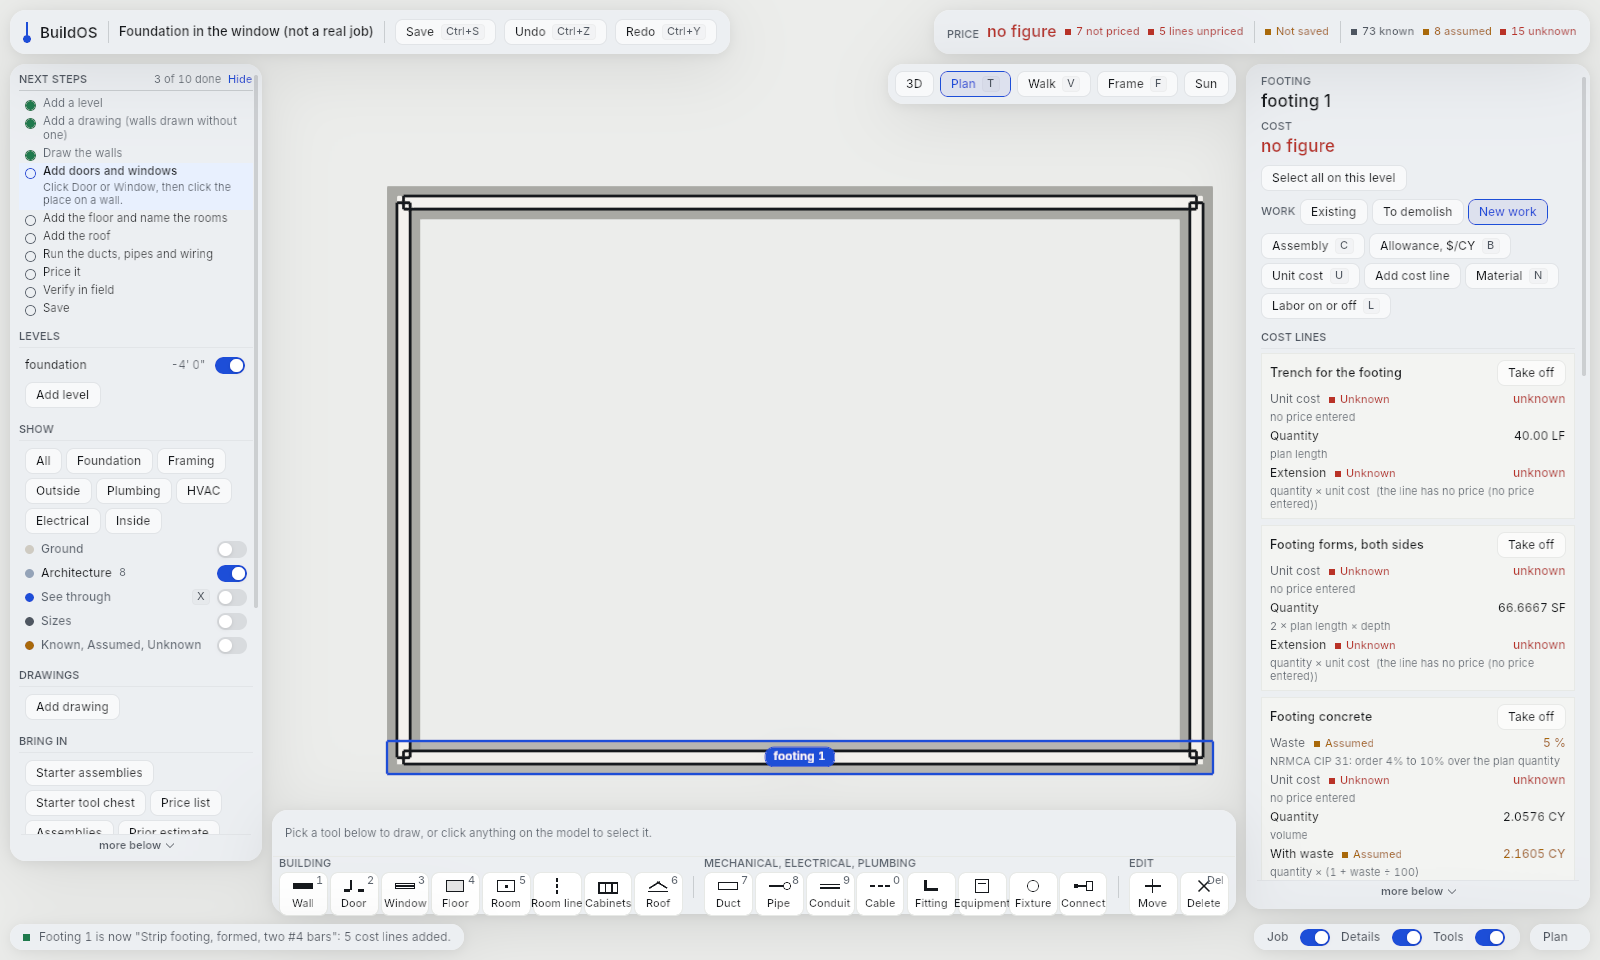 BuildOS
Foundation in the window (not a real job)
Save Ctrl+S
Undo Ctrl+Z
Redo Ctrl+Y
PRICE no figure 7 not priced 5 lines unpriced Not saved 73 known 8 assumed 15 unknown
NEXT STEPS 3 of 10 done Hide
Add a level
Add a drawing (walls drawn without
one)
Draw the walls
Add doors and windows
Click Door or Window, then click the
place on a wall.
Add the floor and name the rooms
Add the roof
Run the ducts, pipes and wiring
Price it
Verify in field
Save
LEVELS
foundation -4' 0"
Add level
SHOW
All Foundation Framing
Outside Plumbing HVAC
Electrical Inside
Ground
Architecture 8
See through X
Sizes
Known, Assumed, Unknown
DRAWINGS
Add drawing
BRING IN
Starter assemblies
Starter tool chest Price list
Assemblies Prior estimate
more below
3D Plan T Walk V Frame F Sun
footing 1
Pick a tool below to draw, or click anything on the model to select it.
BUILDING MECHANICAL, ELECTRICAL, PLUMBING EDIT
1 2 3 4 5 6 7 8 9 0 Del
Wall Door Window Floor Room Room line Cabinets Roof Duct Pipe Conduit Cable Fitting Equipment Fixture Connect Move Delete
FOOTING
footing 1
COST
no figure
Select all on this level
WORK Existing To demolish New work
Assembly C Allowance, $/CY B
Unit cost U Add cost line Material N
Labor on or off L
COST LINES
Trench for the footing Take off
Unit cost Unknown unknown
no price entered
Quantity 40.00 LF
plan length
Extension Unknown unknown
quantity × unit cost (the line has no price (no price
entered))
Footing forms, both sides Take off
Unit cost Unknown unknown
no price entered
Quantity 66.6667 SF
2 × plan length × depth
Extension Unknown unknown
quantity × unit cost (the line has no price (no price
entered))
Footing concrete Take off
Waste Assumed 5 %
NRMCA CIP 31: order 4% to 10% over the plan quantity
Unit cost Unknown unknown
no price entered
Quantity 2.0576 CY
volume
With waste Assumed 2.1605 CY
quantity × (1 + waste ÷ 100)
more below
Footing 1 is now "Strip footing, formed, two #4 bars": 5 cost lines added.
Job Details Tools Plan